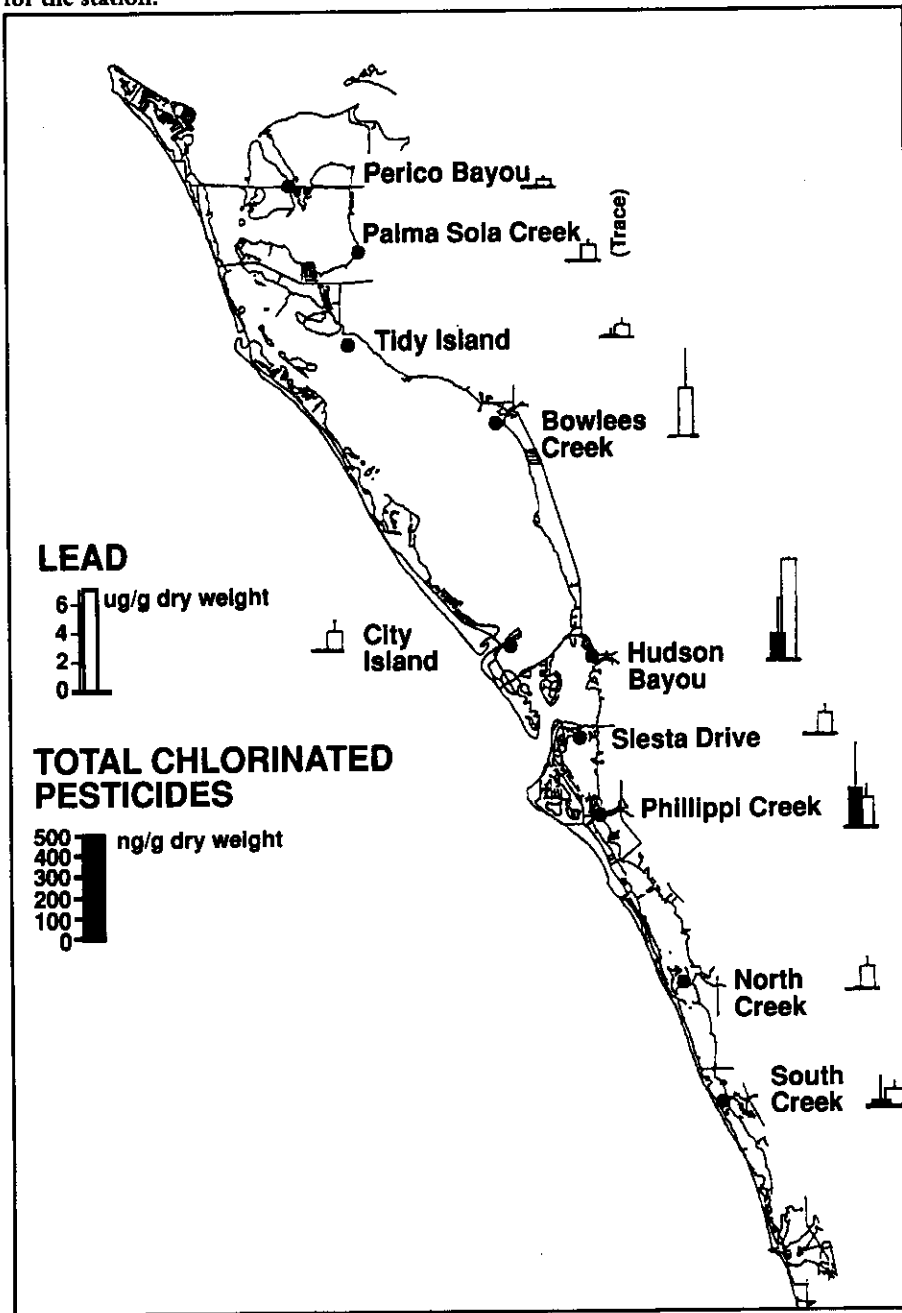 for the station.
Perico Bayou
Palma Sola Creek
(Trace)
Tidy Island
Bowlees
Creek
LEAD
6
ug/g dry weight
4
2
0
City
Island
Hudson
Bayou
Siesta Drive
TOTAL CHLORINATED
PESTICIDES
Phillippi Creek
500
ng/g dry weight
400
300
200
100
0
North
Creek
South
Creek